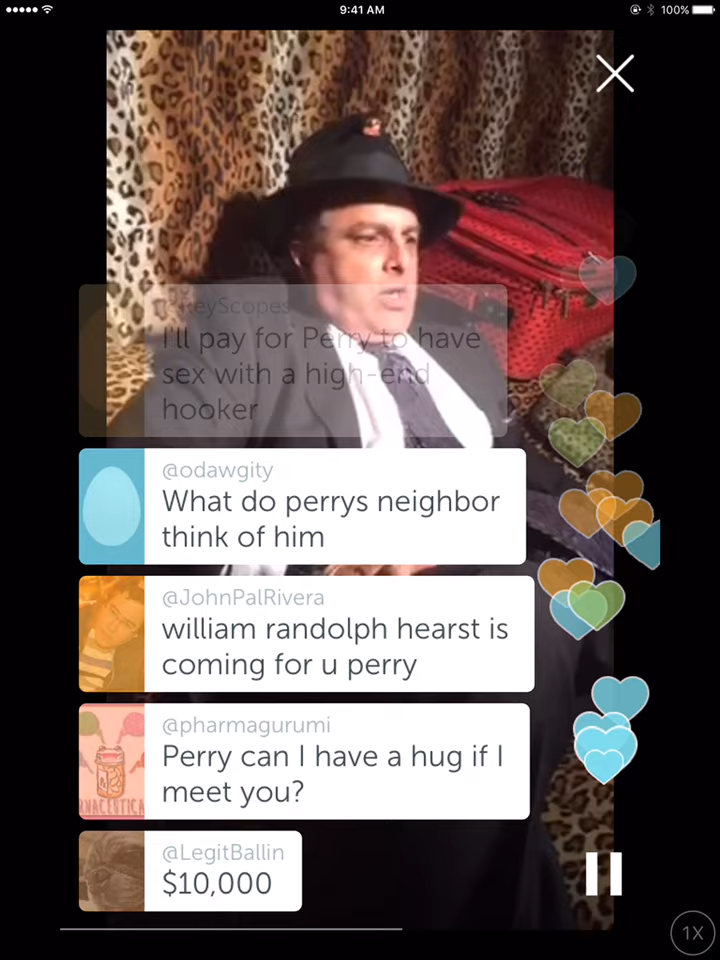 9:41 AM 100%
I'll pay for Perry to have
sex with a high-end
hooker
@odawgity
What do perrys neighbor
think of him
@JohnPalRivera
william randolph hearst is
coming for u perry
@pharmagurumi
Perry can I have a hug if I
meet you?
@LegitBallin
$10,000
1X